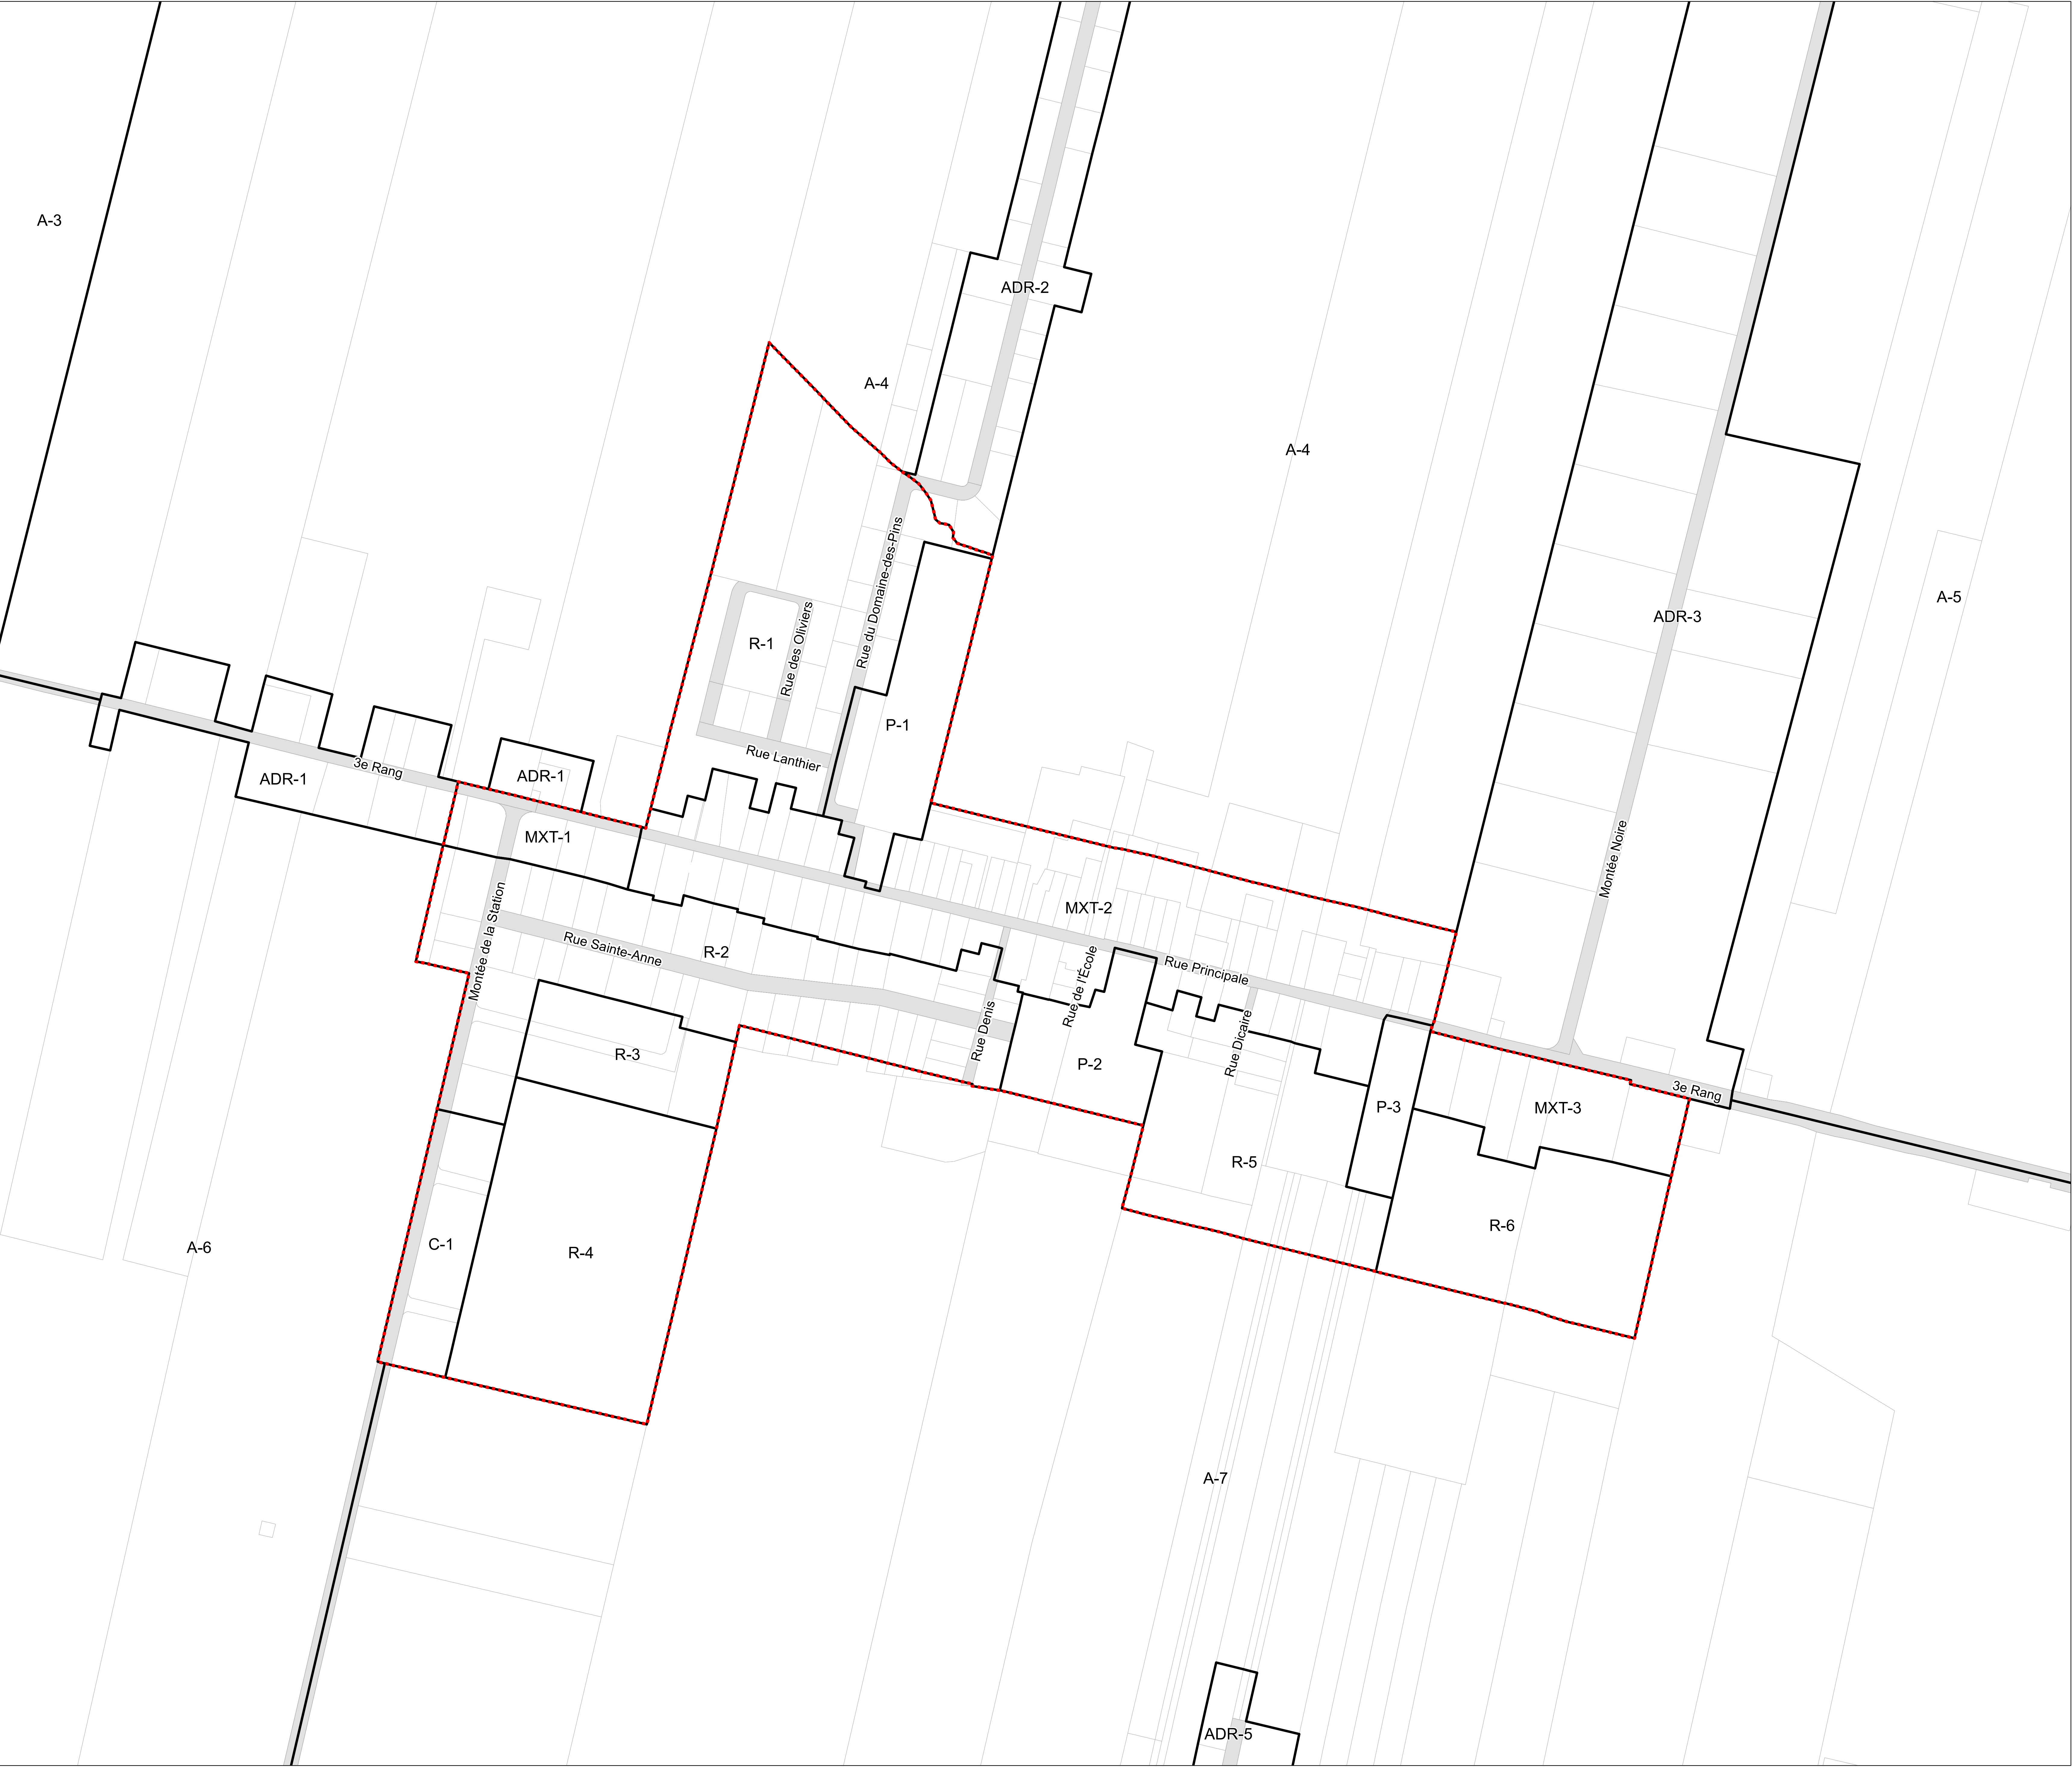 A-3
ADR-2
A-4
A-4
Rue du Domaine-des-Pins
A-5
ADR-3
R-1
Rue des Oliviers
P-1
Rue Lanthier
3e Rang
ADR-1
ADR-1
MXT-1
Montée Noire
MXT-2
Montée de la Station
Rue Sainte-Anne
R-2
Rue Principale
Rue de l'École
Rue Denis
Rue Dicaire
R-3
P-2
3e Rang
P-3
MXT-3
R-5
R-6
C-1
A-6
R-4
A-7
ADR-5